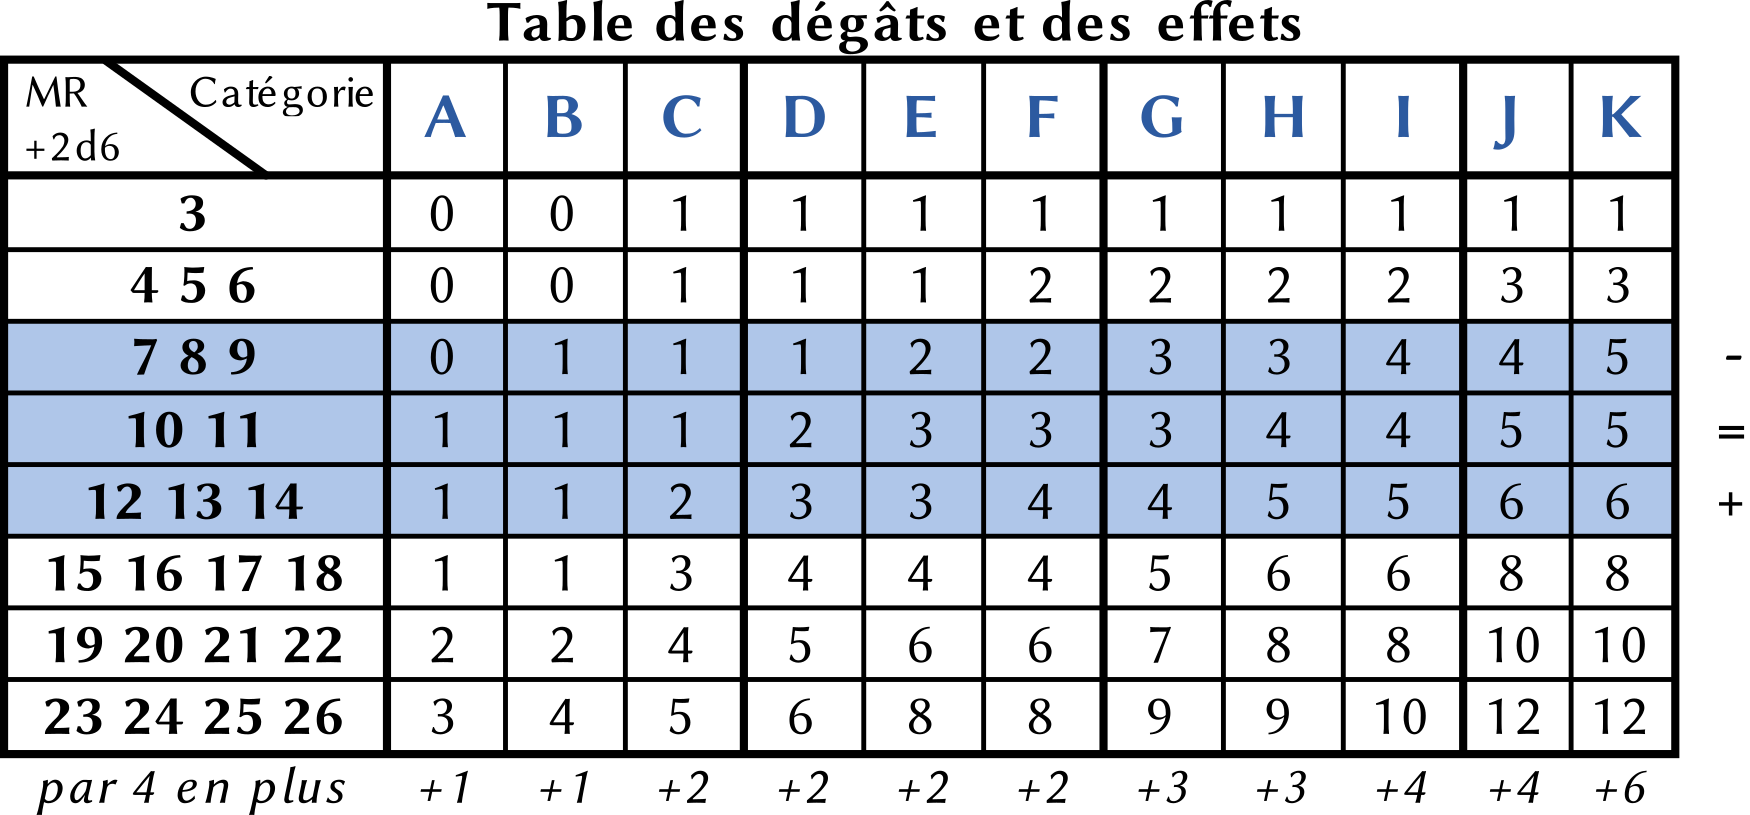 Table des dégâts et des effets
MR +2d6 Catégorie A B C D E F G H I J K
3 0 0 1 1 1 1 1 1 1 1 1
4 5 6 0 0 1 1 1 2 2 2 2 3 3
7 8 9 0 1 1 1 2 2 3 3 4 4 5 -
10 11 1 1 1 2 3 3 3 4 4 5 5 =
12 13 14 1 1 2 3 3 4 4 5 5 6 6 +
15 16 17 18 1 1 3 4 4 4 5 6 6 8 8
19 20 21 22 2 2 4 5 6 6 7 8 8 10 10
23 24 25 26 3 4 5 6 8 8 9 9 10 12 12
par 4 en plus +1 +1 +2 +2 +2 +2 +3 +3 +4 +4 +6